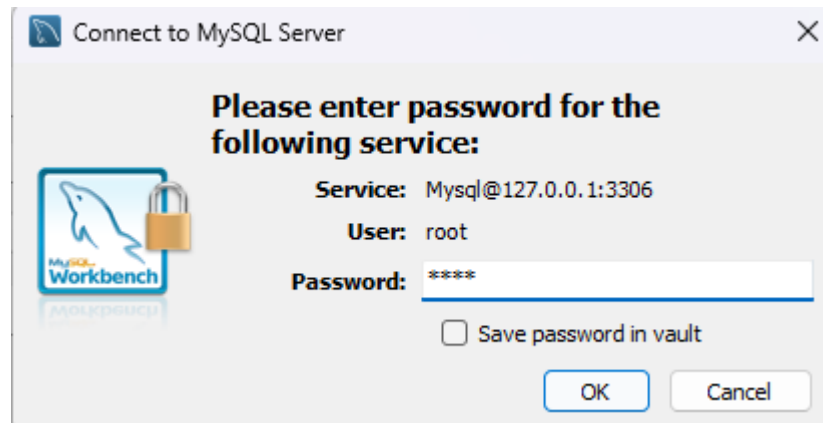 Connect to MySQL Server
Please enter password for the
following service:
Service: Mysql@127.0.0.1:3306
User: root
MySQL
Workbench
Password: ****
Save password in vault
OK Cancel